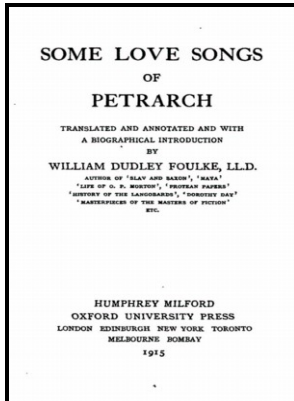 SOME LOVE SONGS
OF
PETRARCH
TRANSLATED AND ANNOTATED AND WITH
A BIOGRAPHICAL INTRODUCTION
BY
WILLIAM DUDLEY FOULKE, LL.D.
AUTHOR OF 'SLAV AND SAXON', 'MAYA'
'LIFE OF O. P. MORTON', 'PROTEAN PAPERS'
'HISTORY OF THE LANGOBARDS', 'DOROTHY DAY'
'MASTERPIECES OF THE MASTERS OF FICTION'
ETC.
HUMPHREY MILFORD
OXFORD UNIVERSITY PRESS
LONDON EDINBURGH NEW YORK TORONTO
MELBOURNE BOMBAY
1915